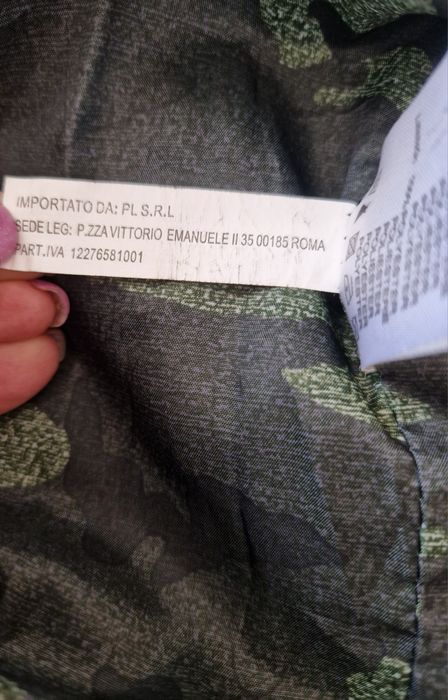 IMPORTATO DA: PL S.R.L
SEDE LEG: P.ZZA VITTORIO EMANUELE II 35 00185 ROMA
PART.IVA 12276581001